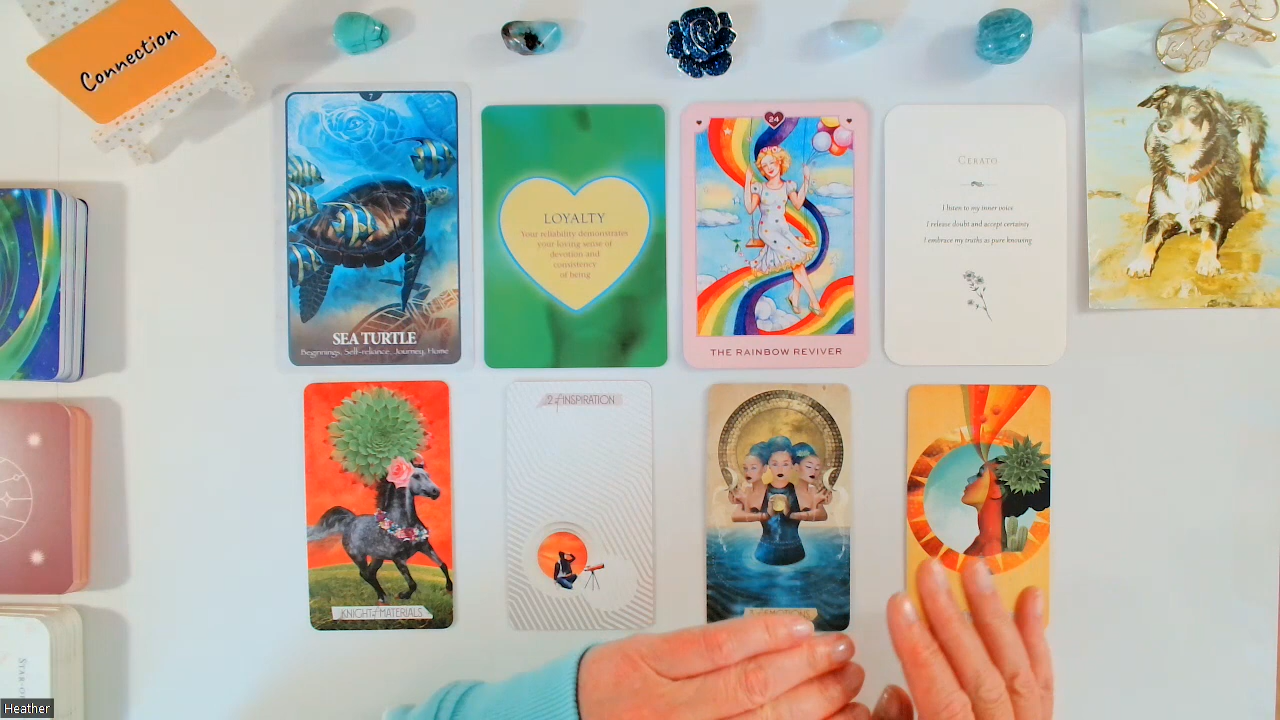 Connection
7
SEA TURTLE
Beginnings, Self-reliance, Journey, Home
LOYALTY
Your reliability demonstrates
your loving sense of
devotion and
consistency
of being
24
THE RAINBOW REVIVER
CERATO
I listen to my inner voice
I release doubt and accept certainty
I embrace my truths as pure knowing
KNIGHT of MATERIALS
2 of INSPIRATION
EMOTIONS
Heather